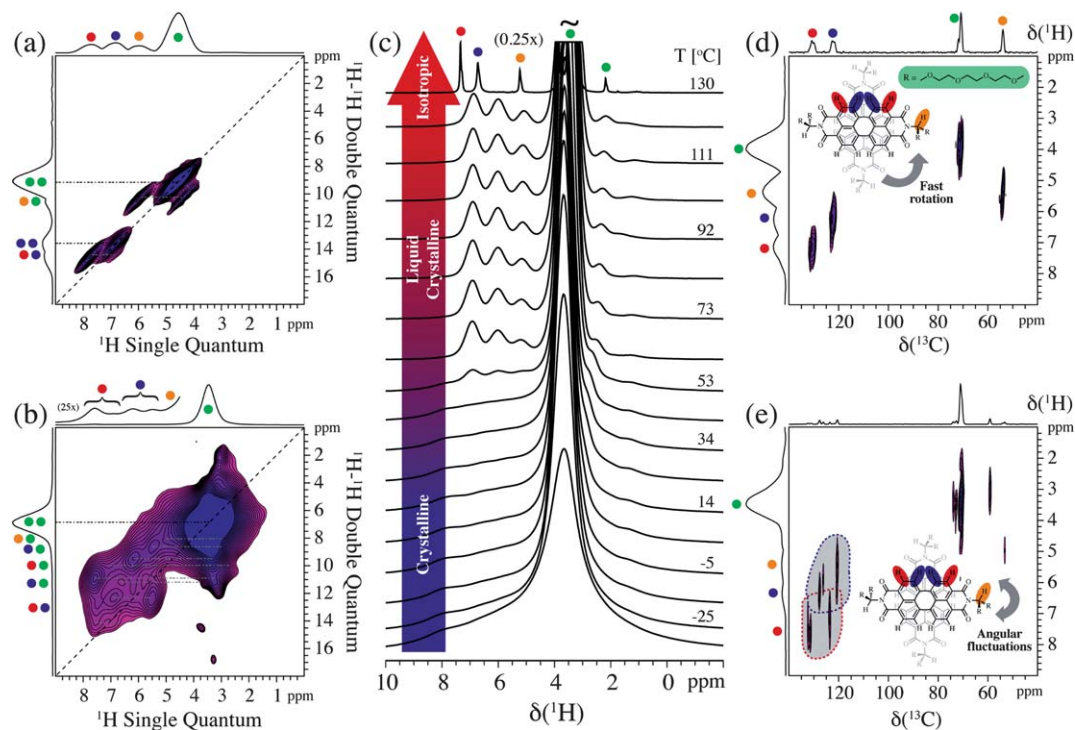 (a)
ppm
2
4
6
8
10
12
14
16
¹H-¹H Double Quantum
8 7 6 5 4 3 2 1 ppm
¹H Single Quantum
(b)
(25x)
ppm
2
4
6
8
10
12
14
16
¹H-¹H Double Quantum
8 7 6 5 4 3 2 1 ppm
¹H Single Quantum
(c)
(0.25x)
~
T [°C]
130
111
92
73
53
34
14
-5
-25
Isotropic
Liquid
Crystalline
Crystalline
10 8 6 4 2 0 ppm
δ(¹H)
(d)
δ(¹H)
ppm
1
2
3
4
5
6
7
8
R =
Fast
rotation
140 120 100 80 60 ppm
δ(¹³C)
(e)
δ(¹H)
ppm
1
2
3
4
5
6
7
8
Angular
fluctuations
140 120 100 80 60 ppm
δ(¹³C)